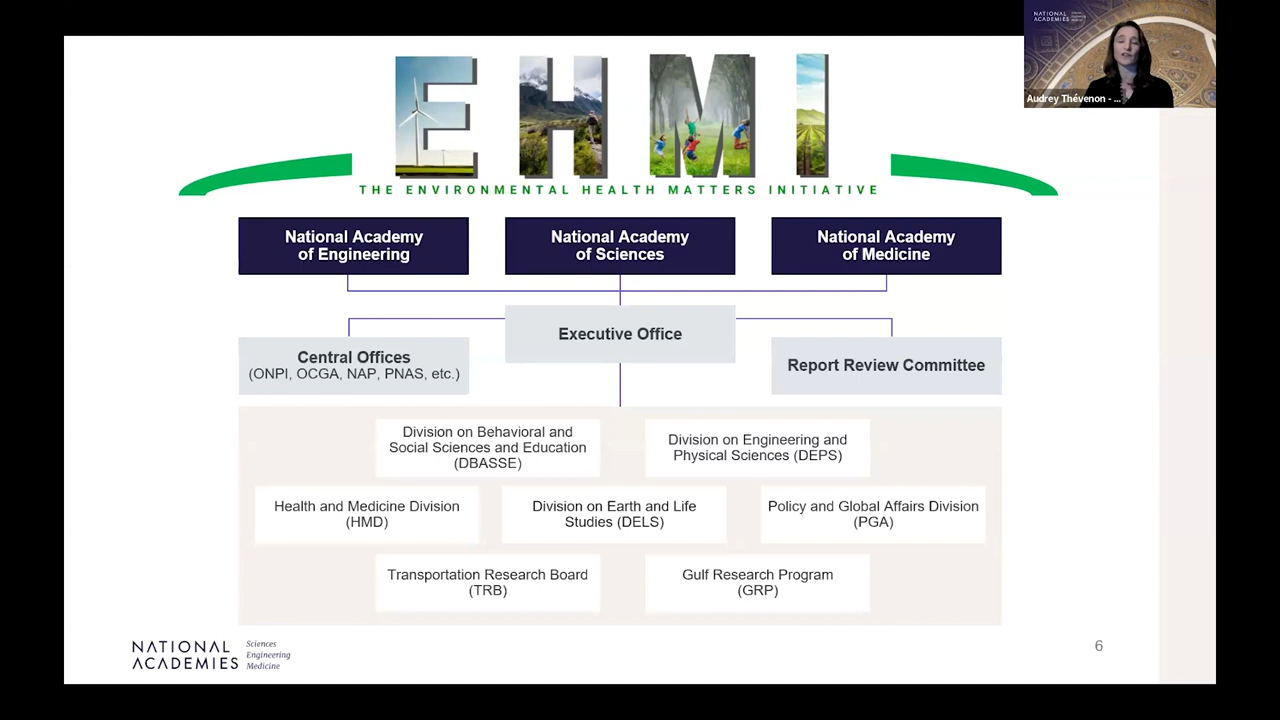 NATIONAL
ACADEMIES
Audrey Thévenon - ...
EHMI
THE ENVIRONMENTAL HEALTH MATTERS INITIATIVE
National Academy
of Engineering
National Academy
of Sciences
National Academy
of Medicine
Executive Office
Central Offices
(ONPI, OCGA, NAP, PNAS, etc.)
Report Review Committee
Division on Behavioral and
Social Sciences and Education
(DBASSE)
Division on Engineering and
Physical Sciences (DEPS)
Health and Medicine Division
(HMD)
Division on Earth and Life
Studies (DELS)
Policy and Global Affairs Division
(PGA)
Transportation Research Board
(TRB)
Gulf Research Program
(GRP)
NATIONAL
ACADEMIES
Sciences
Engineering
Medicine
6